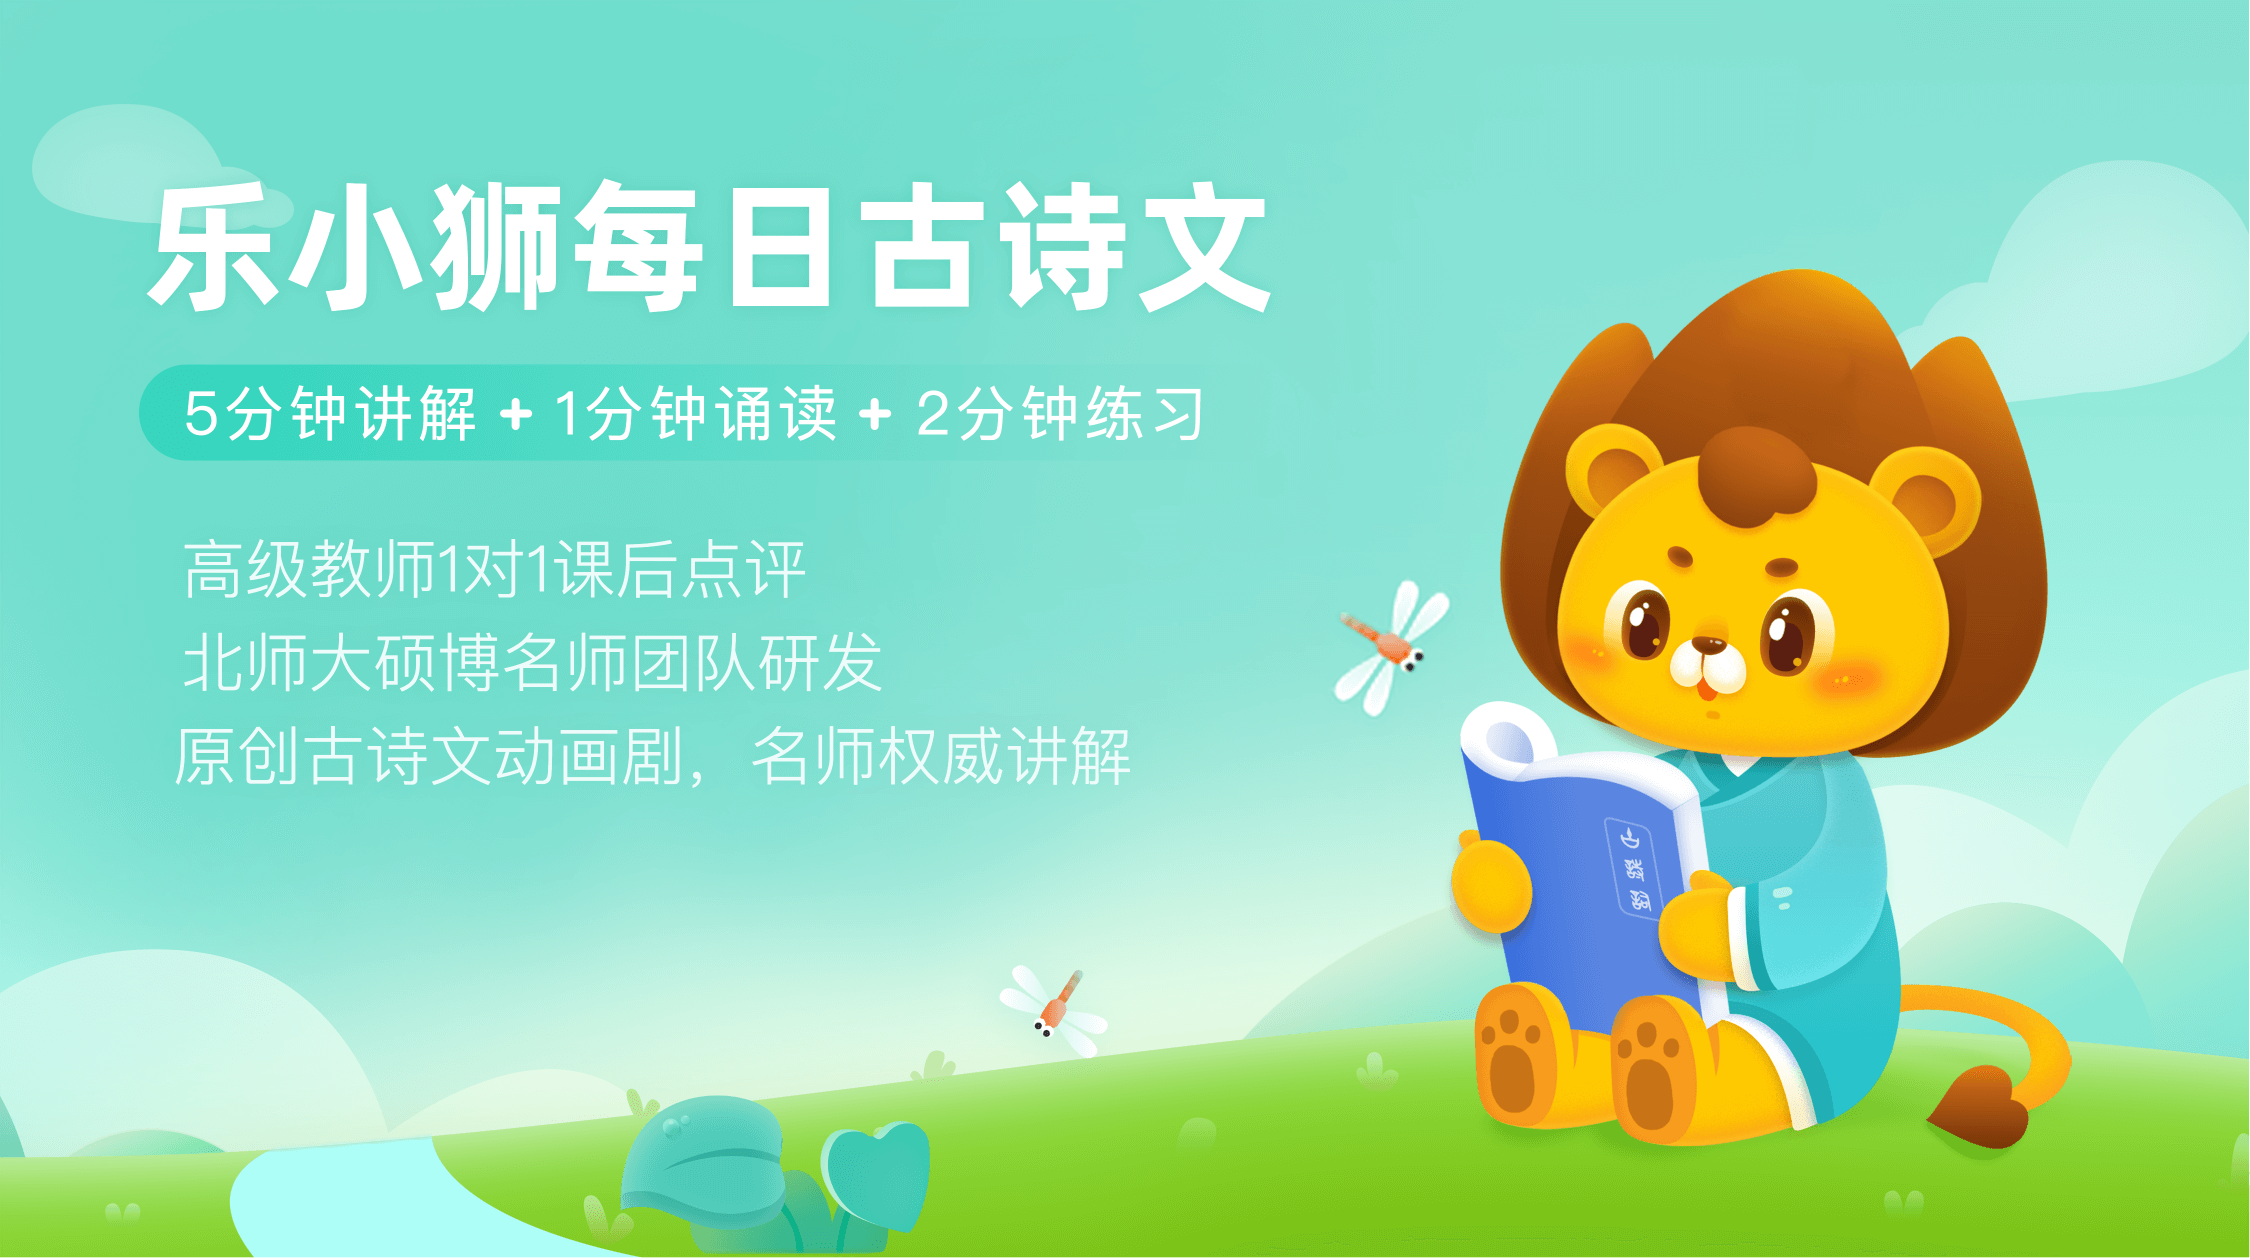 乐小狮每日古诗文
5分钟讲解 + 1分钟诵读 + 2分钟练习
高级教师1对1课后点评
北师大硕博名师团队研发
原创古诗文动画剧，名师权威讲解